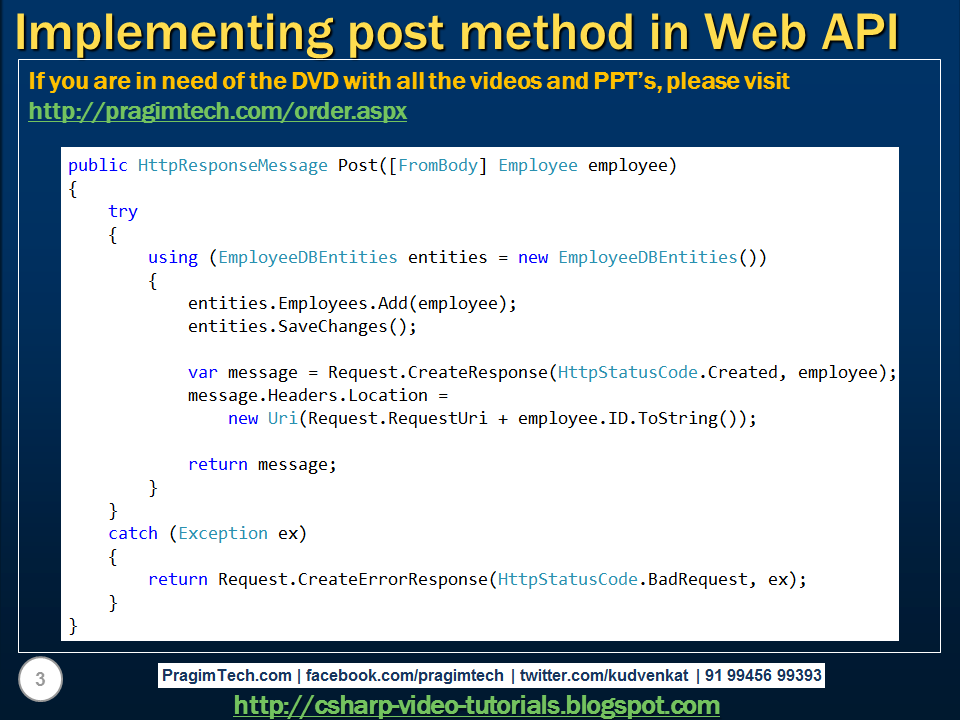 Implementing post method in Web API
If you are in need of the DVD with all the videos and PPT's, please visit
http://pragimtech.com/order.aspx
public HttpResponseMessage Post([FromBody] Employee employee)
{
    try
    {
        using (EmployeeDBEntities entities = new EmployeeDBEntities())
        {
            entities.Employees.Add(employee);
            entities.SaveChanges();

            var message = Request.CreateResponse(HttpStatusCode.Created, employee);
            message.Headers.Location =
                new Uri(Request.RequestUri + employee.ID.ToString());

            return message;
        }
    }
    catch (Exception ex)
    {
        return Request.CreateErrorResponse(HttpStatusCode.BadRequest, ex);
    }
}
3
PragimTech.com | facebook.com/pragimtech | twitter.com/kudvenkat | 91 99456 99393
http://csharp-video-tutorials.blogspot.com